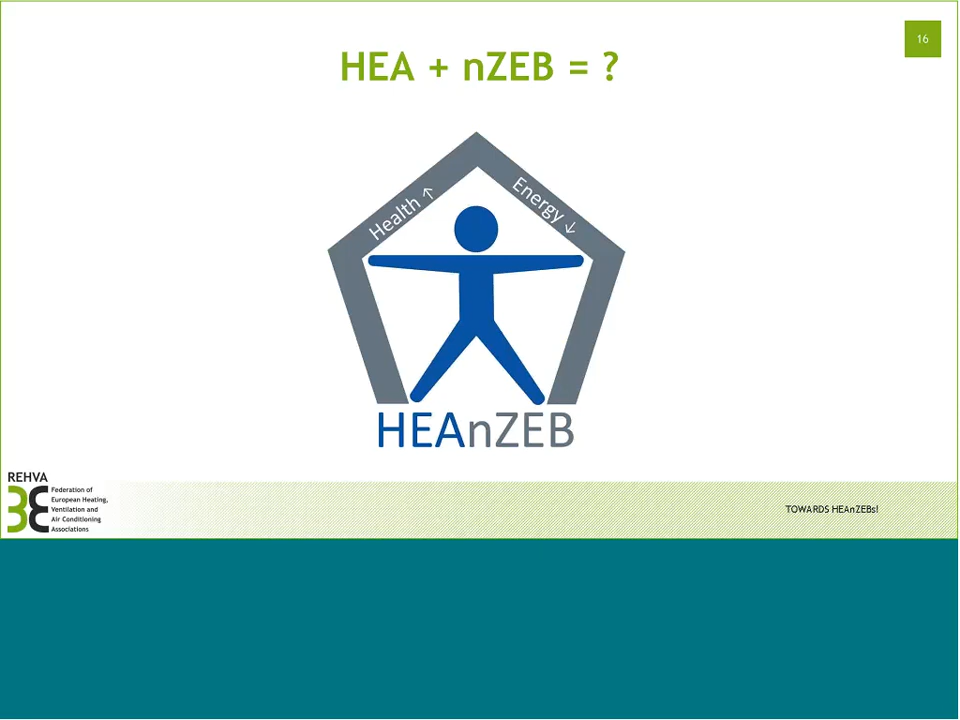 16
HEA + nZEB = ?
Health ↑
Energy ↓
HEAnZEB
REHVA
Federation of
European Heating,
Ventilation and
Air Conditioning
Associations
TOWARDS HEAnZEBs!